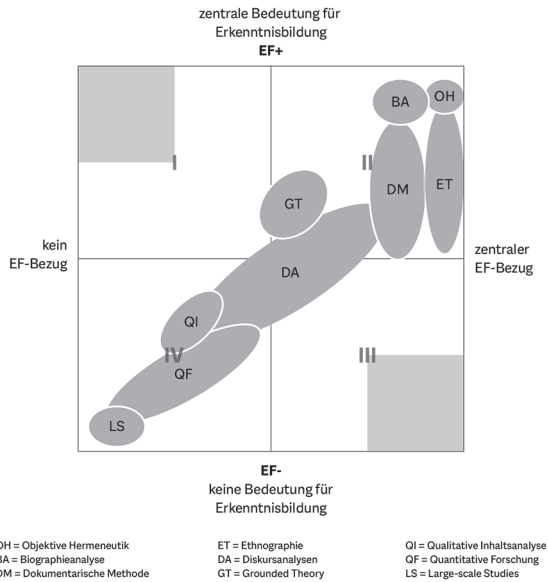 zentrale Bedeutung für
Erkenntnisbildung
EF+
BA
OH
I
II
DM
ET
GT
kein
EF-Bezug
zentraler
EF-Bezug
DA
QI
IV
III
QF
LS
EF-
keine Bedeutung für
Erkenntnisbildung
OH = Objektive Hermeneutik
BA = Biographieanalyse
DM = Dokumentarische Methode
ET = Ethnographie
DA = Diskursanalysen
GT = Grounded Theory
QI = Qualitative Inhaltsanalyse
QF = Quantitative Forschung
LS = Large-scale Studies